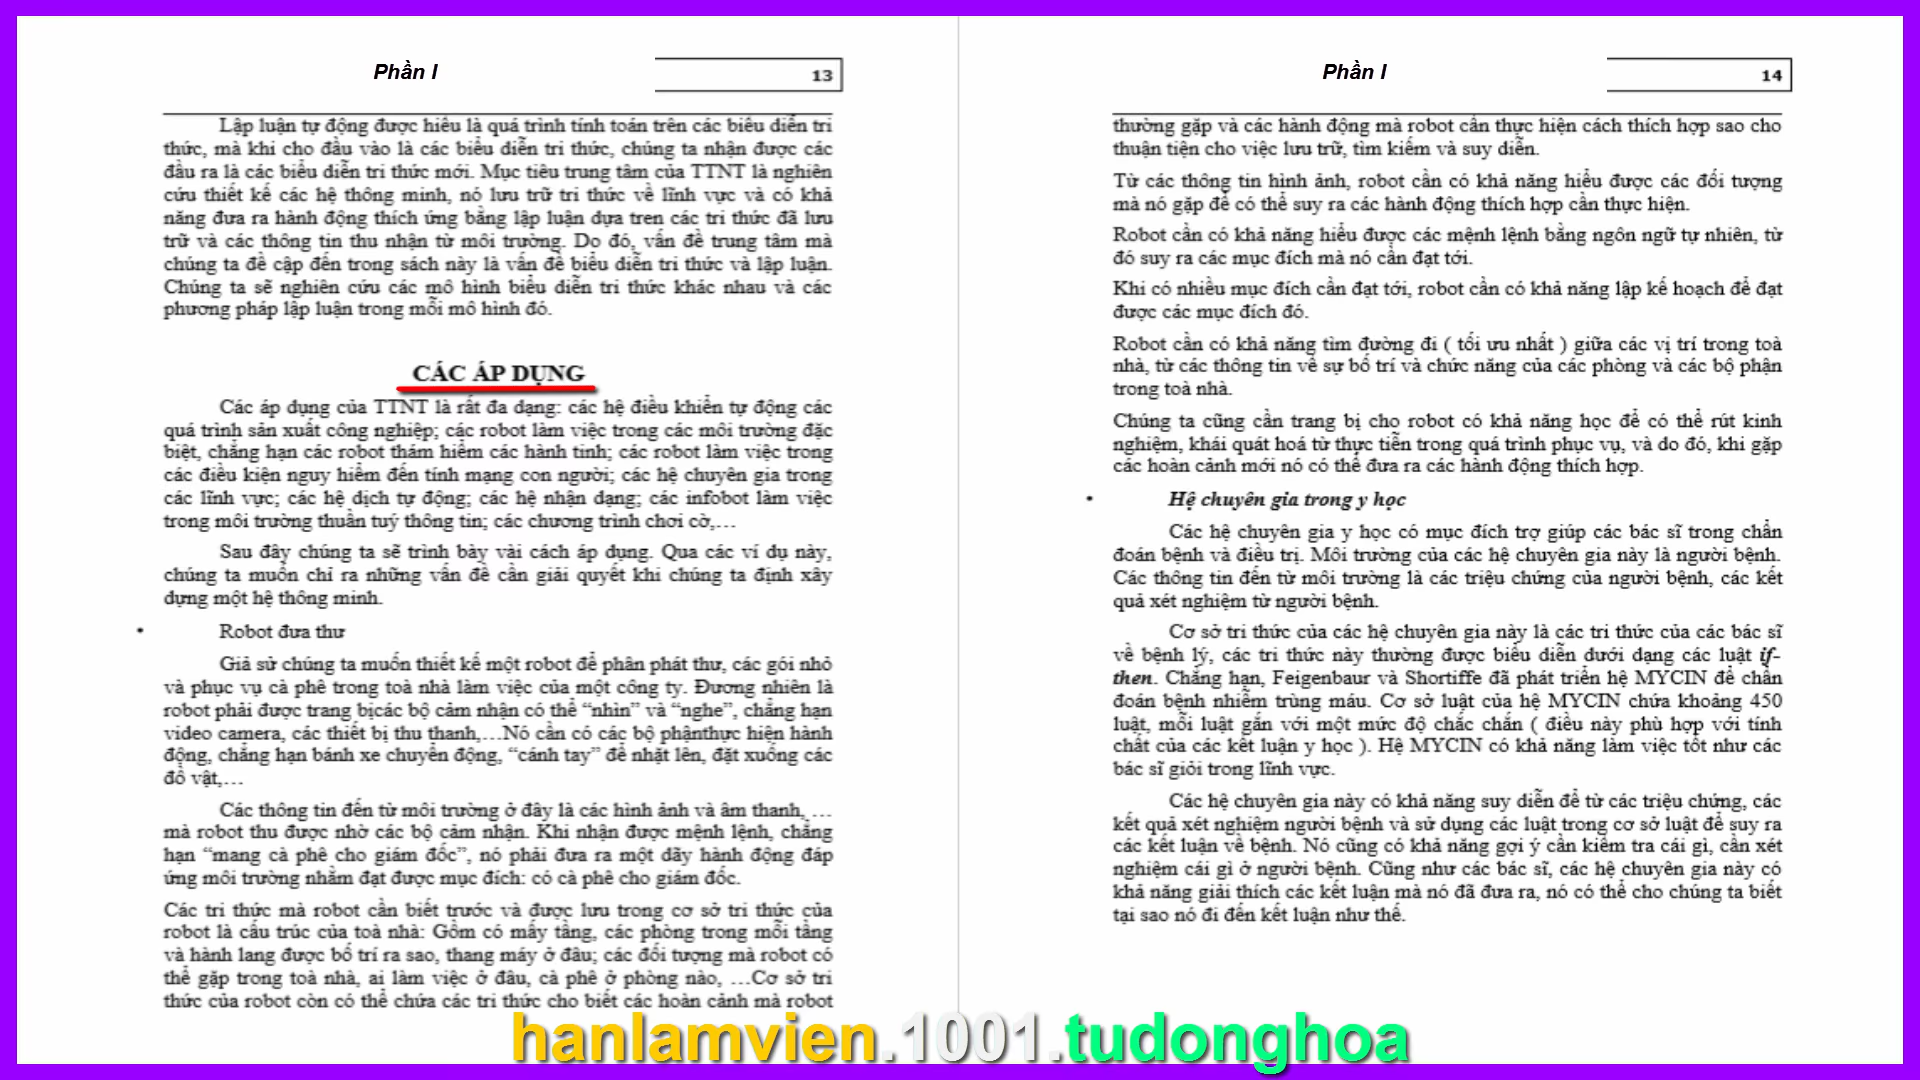 Phần I
13
Lập luận tự động được hiểu là quá trình tính toán trên các biểu diễn tri
thức, mà khi cho đầu vào là các biểu diễn tri thức, chúng ta nhận được các
đầu ra là các biểu diễn tri thức mới. Mục tiêu trung tâm của TTNT là nghiên
cứu thiết kế các hệ thông minh, nó lưu trữ tri thức về lĩnh vực và có khả
năng đưa ra hành động thích ứng bằng lập luận dựa tren các tri thức đã lưu
trữ và các thông tin thu nhận từ môi trường. Do đó, vấn đề trung tâm mà
chúng ta đề cập đến trong sách này là vấn đề biểu diễn tri thức và lập luận.
Chúng ta sẽ nghiên cứu các mô hình biểu diễn tri thức khác nhau và các
phương pháp lập luận trong mỗi mô hình đó.
CÁC ÁP DỤNG
Các áp dụng của TTNT là rất đa dạng: các hệ điều khiển tự động các
quá trình sản xuất công nghiệp; các robot làm việc trong các môi trường đặc
biệt, chẳng hạn các robot thám hiểm các hành tinh; các robot làm việc trong
các điều kiện nguy hiểm đến tính mạng con người; các hệ chuyên gia trong
các lĩnh vực; các hệ dịch tự động; các hệ nhận dạng; các infobot làm việc
trong môi trường thuần tuý thông tin; các chương trình chơi cờ,…
Sau đây chúng ta sẽ trình bày vài cách áp dụng. Qua các ví dụ này,
chúng ta muốn chỉ ra những vấn đề cần giải quyết khi chúng ta định xây
dựng một hệ thông minh.
• Robot đưa thư
Giả sử chúng ta muốn thiết kế một robot để phân phát thư, các gói nhỏ
và phục vụ cà phê trong toà nhà làm việc của một công ty. Đương nhiên là
robot phải được trang bịcác bộ cảm nhận có thể “nhìn” và “nghe”, chẳng hạn
video camera, các thiết bị thu thanh,…Nó cần có các bộ phậnthực hiện hành
động, chẳng hạn bánh xe chuyển động, “cánh tay” để nhặt lên, đặt xuống các
đồ vật,…
Các thông tin đến từ môi trường ở đây là các hình ảnh và âm thanh, …
mà robot thu được nhờ các bộ cảm nhận. Khi nhận được mệnh lệnh, chẳng
hạn “mang cà phê cho giám đốc”, nó phải đưa ra một dãy hành động đáp
ứng môi trường nhằm đạt được mục đích: có cà phê cho giám đốc.
Các tri thức mà robot cần biết trước và được lưu trong cơ sở tri thức của
robot là cấu trúc của toà nhà: Gồm có mấy tầng, các phòng trong mỗi tầng
và hành lang được bố trí ra sao, thang máy ở đâu; các đối tượng mà robot có
thể gặp trong toà nhà, ai làm việc ở đâu, cà phê ở phòng nào, …Cơ sở tri
thức của robot còn có thể chứa các tri thức cho biết các hoàn cảnh mà robot
Phần I
14
thường gặp và các hành động mà robot cần thực hiện cách thích hợp sao cho
thuận tiện cho việc lưu trữ, tìm kiếm và suy diễn.
Từ các thông tin hình ảnh, robot cần có khả năng hiểu được các đối tượng
mà nó gặp để có thể suy ra các hành động thích hợp cần thực hiện.
Robot cần có khả năng hiểu được các mệnh lệnh bằng ngôn ngữ tự nhiên, từ
đó suy ra các mục đích mà nó cần đạt tới.
Khi có nhiều mục đích cần đạt tới, robot cần có khả năng lập kế hoạch để đạt
được các mục đích đó.
Robot cần có khả năng tìm đường đi ( tối ưu nhất ) giữa các vị trí trong toà
nhà, từ các thông tin về sự bố trí và chức năng của các phòng và các bộ phận
trong toà nhà.
Chúng ta cũng cần trang bị cho robot có khả năng học để có thể rút kinh
nghiệm, khái quát hoá từ thực tiễn trong quá trình phục vụ, và do đó, khi gặp
các hoàn cảnh mới nó có thể đưa ra các hành động thích hợp.
• Hệ chuyên gia trong y học
Các hệ chuyên gia y học có mục đích trợ giúp các bác sĩ trong chẩn
đoán bệnh và điều trị. Môi trường của các hệ chuyên gia này là người bệnh.
Các thông tin đến từ môi trường là các triệu chứng của người bệnh, các kết
quả xét nghiệm từ người bệnh.
Cơ sở tri thức của các hệ chuyên gia này là các tri thức của các bác sĩ
về bệnh lý, các tri thức này thường được biểu diễn dưới dạng các luật if-
then. Chẳng hạn, Feigenbaur và Shortiffe đã phát triển hệ MYCIN để chẩn
đoán bệnh nhiễm trùng máu. Cơ sở luật của hệ MYCIN chứa khoảng 450
luật, mỗi luật gắn với một mức độ chắc chắn ( điều này phù hợp với tính
chất của các kết luận y học ). Hệ MYCIN có khả năng làm việc tốt như các
bác sĩ giỏi trong lĩnh vực.
Các hệ chuyên gia này có khả năng suy diễn để từ các triệu chứng, các
kết quả xét nghiệm người bệnh và sử dụng các luật trong cơ sở luật để suy ra
các kết luận về bệnh. Nó cũng có khả năng gợi ý cần kiểm tra cái gì, cần xét
nghiệm cái gì ở người bệnh. Cũng như các bác sĩ, các hệ chuyên gia này có
khả năng giải thích các kết luận mà nó đã đưa ra, nó có thể cho chúng ta biết
tại sao nó đi đến kết luận như thế.
hanlamvien.1001.tudonghoa